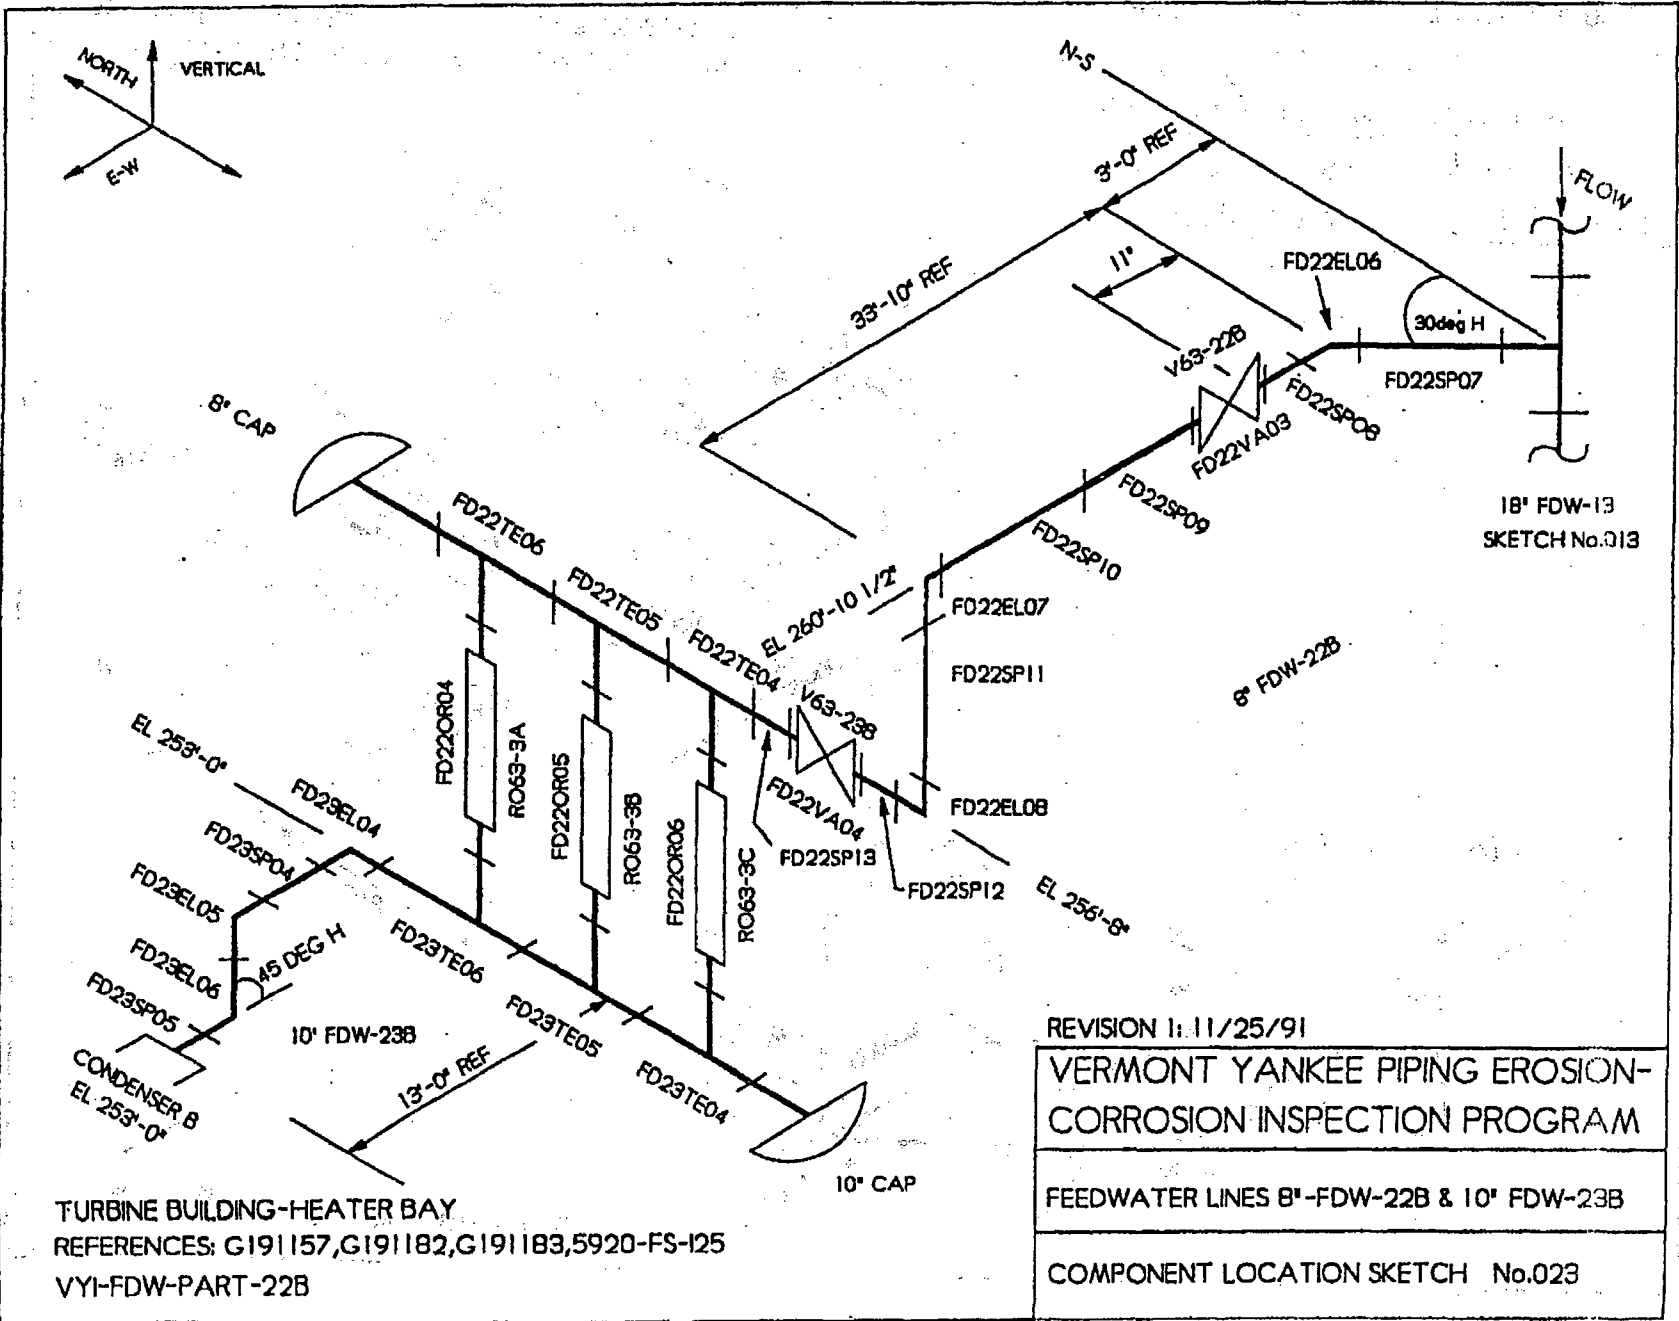 NORTH
VERTICAL
E-W
N-S
3'-0" REF
FLOW
33'-10" REF
11"
FD22EL06
30deg H
V63-22B
FD22SP07
FD22SP08
FD22VA03
8" CAP
FD22SP09
18" FDW-13
SKETCH No.013
FD22TE06
FD22SP10
FD22TE05
EL 260'-10 1/2"
FD22EL07
FD22TE04
FD22SP11
8" FDW-22B
V63-23B
FD22OR04
RO63-3A
EL 253'-0"
FD22OR05
RO63-3B
FD23EL04
FD22VA04
FD22EL08
FD22OR06
RO63-3C
FD23SP04
FD22SP13
FD22SP12
FD23EL05
EL 256'-8"
FD23TE06
45 DEG H
FD23EL06
FD23SP05
FD23TE05
10" FDW-23B
CONDENSER B
EL 253'-0"
13'-0" REF
FD23TE04
10" CAP
REVISION 1: 11/25/91
VERMONT YANKEE PIPING EROSION-
CORROSION INSPECTION PROGRAM
FEEDWATER LINES 8"-FDW-22B & 10" FDW-23B
COMPONENT LOCATION SKETCH No.023
TURBINE BUILDING-HEATER BAY
REFERENCES: G191157,G191182,G191183,5920-FS-125
VYI-FDW-PART-22B